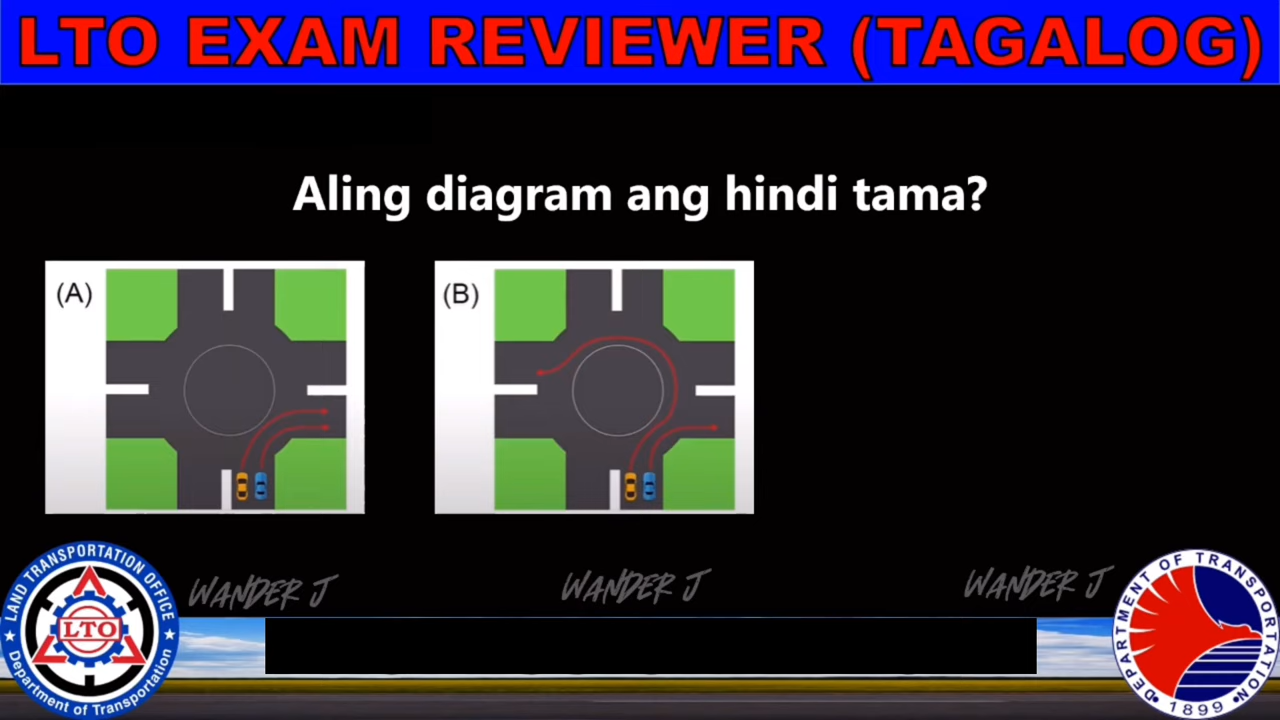 LTO EXAM REVIEWER (TAGALOG)
Aling diagram ang hindi tama?
(A)
(B)
WANDER J
WANDER J
WANDER J
LAND TRANSPORTATION OFFICE
LTO
Department of Transportation
DEPARTMENT OF TRANSPORTATION
1899